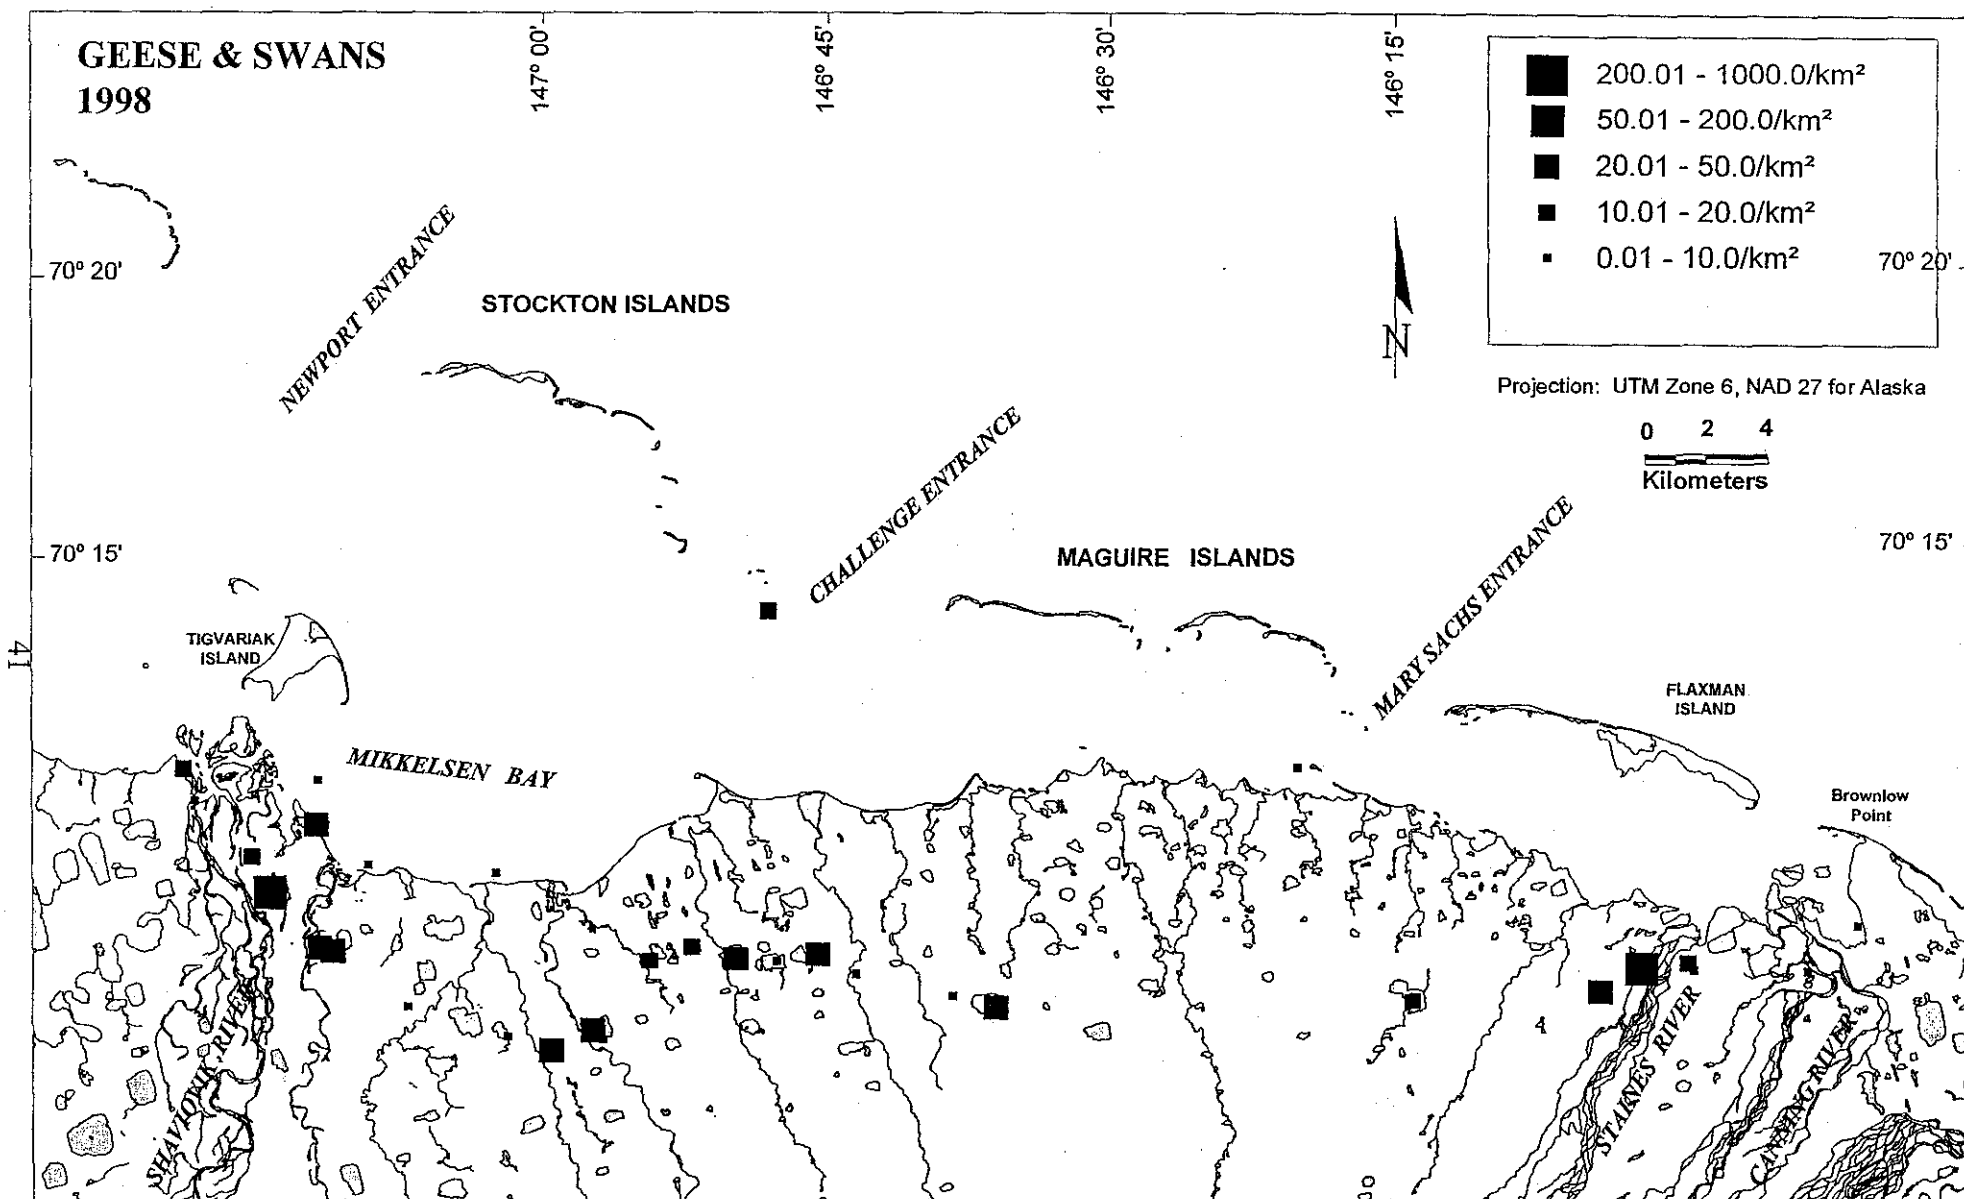 GEESE & SWANS
1998
147° 00'
146° 45'
146° 30'
146° 15'
200.01 - 1000.0/km²
50.01 - 200.0/km²
20.01 - 50.0/km²
10.01 - 20.0/km²
0.01 - 10.0/km²
70° 20'
70° 20'
NEWPORT ENTRANCE
STOCKTON ISLANDS
N
Projection: UTM Zone 6, NAD 27 for Alaska
0 2 4
Kilometers
CHALLENGE ENTRANCE
MARY SACHS ENTRANCE
70° 15'
70° 15'
MAGUIRE ISLANDS
TIGVARIAK
ISLAND
41
FLAXMAN
ISLAND
MIKKELSEN BAY
Brownlow
Point
SHAVIOVIK RIVER
STAINES RIVER
CANNING RIVER